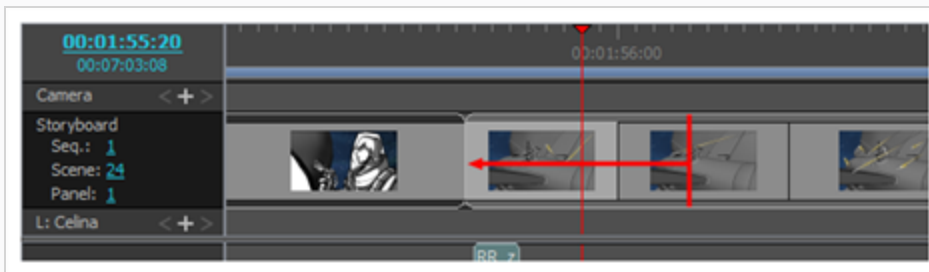 00:01:55:20
00:07:03:08
00:01:56:00
Camera < + >
Storyboard
Seq.: 1
Scene: 24
Panel: 1
L: Celina < + >
RR_z